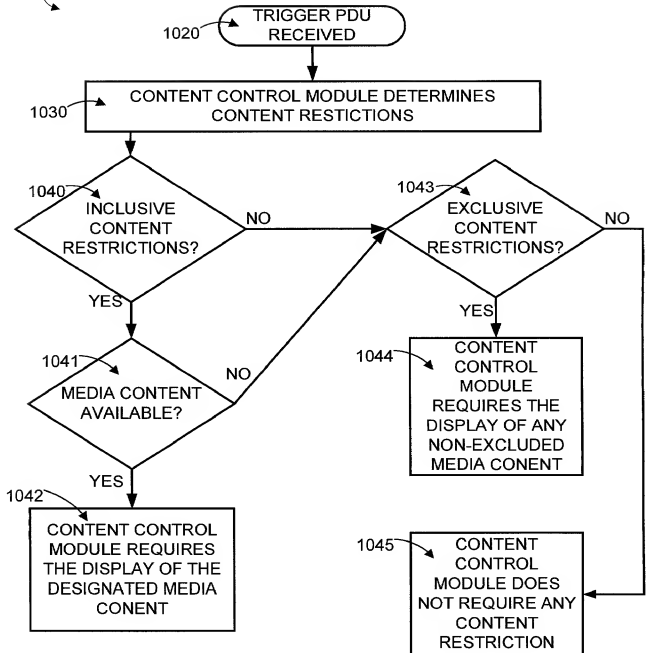 1020
TRIGGER PDU
RECEIVED
1030
CONTENT CONTROL MODULE DETERMINES
CONTENT RESTICTIONS
1040
INCLUSIVE
CONTENT
RESTRICTIONS?
NO
YES
1043
EXCLUSIVE
CONTENT
RESTRICTIONS?
NO
YES
1041
MEDIA CONTENT
AVAILABLE?
NO
YES
1044
CONTENT
CONTROL
MODULE
REQUIRES THE
DISPLAY OF ANY
NON-EXCLUDED
MEDIA CONENT
1042
CONTENT CONTROL
MODULE REQUIRES
THE DISPLAY OF THE
DESIGNATED MEDIA
CONENT
1045
CONTENT
CONTROL
MODULE DOES
NOT REQUIRE ANY
CONTENT
RESTRICTION